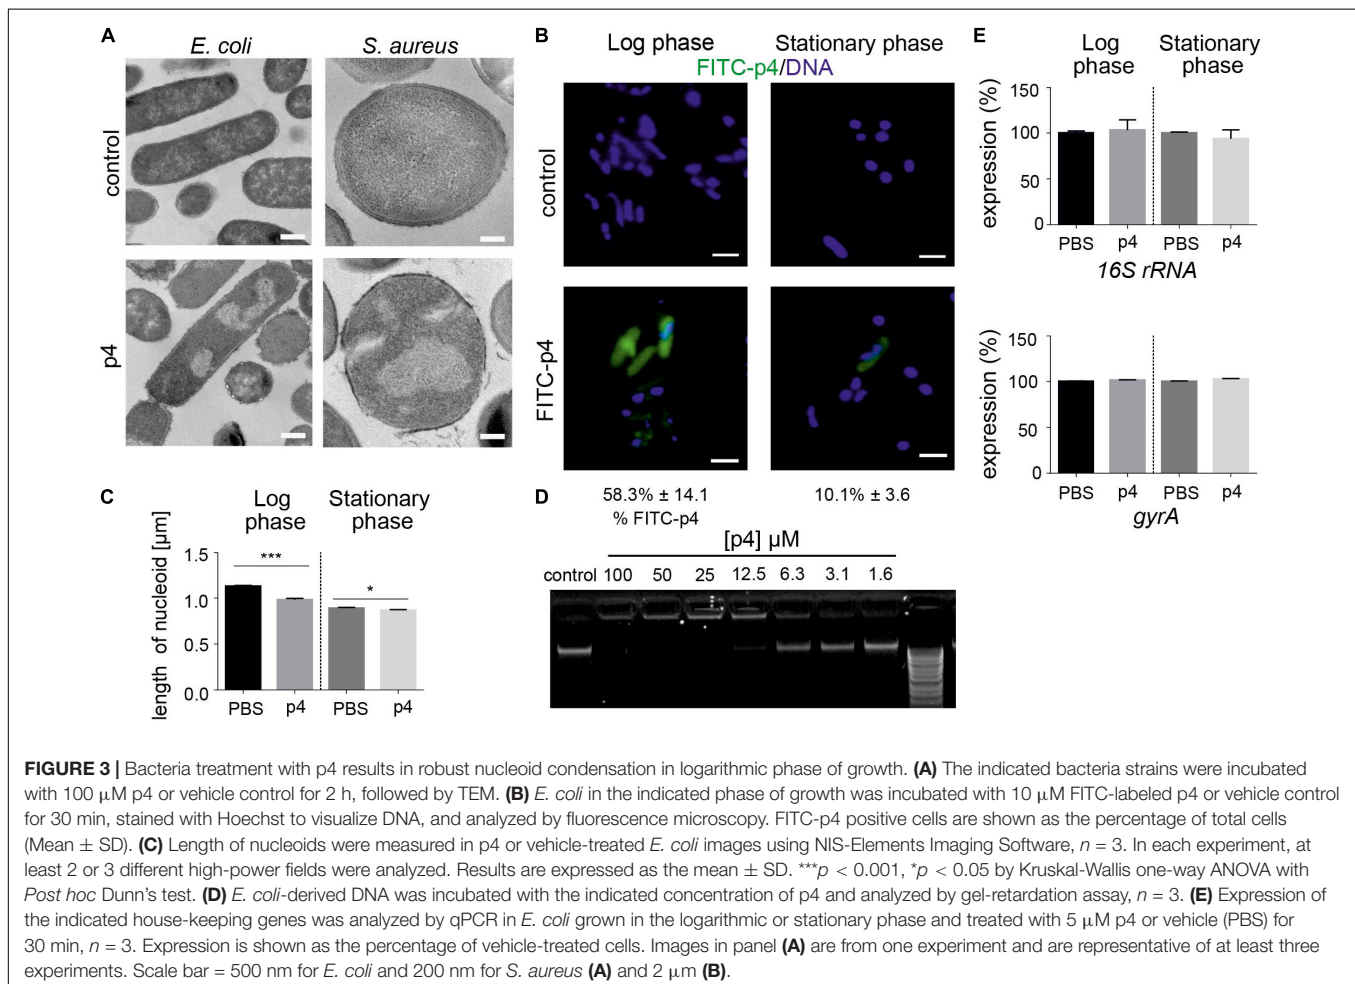 A
E. coli
S. aureus
control
p4
B
Log phase
Stationary phase
FITC-p4/DNA
control
FITC-p4
58.3% ± 14.1
10.1% ± 3.6
% FITC-p4
C
Log
phase
Stationary
phase
***
*
length of nucleoid [µm]
1.5
1.0
0.5
0.0
PBS
p4
PBS
p4
D
[p4] µM
control 100 50 25 12.5 6.3 3.1 1.6
E
Log
phase
Stationary
phase
expression (%)
150
100
50
0
PBS
p4
PBS
p4
16S rRNA
expression (%)
150
100
50
0
PBS
p4
PBS
p4
gyrA
FIGURE 3 | Bacteria treatment with p4 results in robust nucleoid condensation in logarithmic phase of growth. (A) The indicated bacteria strains were incubated
with 100 µM p4 or vehicle control for 2 h, followed by TEM. (B) E. coli in the indicated phase of growth was incubated with 10 µM FITC-labeled p4 or vehicle control
for 30 min, stained with Hoechst to visualize DNA, and analyzed by fluorescence microscopy. FITC-p4 positive cells are shown as the percentage of total cells
(Mean ± SD). (C) Length of nucleoids were measured in p4 or vehicle-treated E. coli images using NIS-Elements Imaging Software, n = 3. In each experiment, at
least 2 or 3 different high-power fields were analyzed. Results are expressed as the mean ± SD. ***p < 0.001, *p < 0.05 by Kruskal-Wallis one-way ANOVA with
Post hoc Dunn's test. (D) E. coli-derived DNA was incubated with the indicated concentration of p4 and analyzed by gel-retardation assay, n = 3. (E) Expression of
the indicated house-keeping genes was analyzed by qPCR in E. coli grown in the logarithmic or stationary phase and treated with 5 µM p4 or vehicle (PBS) for
30 min, n = 3. Expression is shown as the percentage of vehicle-treated cells. Images in panel (A) are from one experiment and are representative of at least three
experiments. Scale bar = 500 nm for E. coli and 200 nm for S. aureus (A) and 2 µm (B).